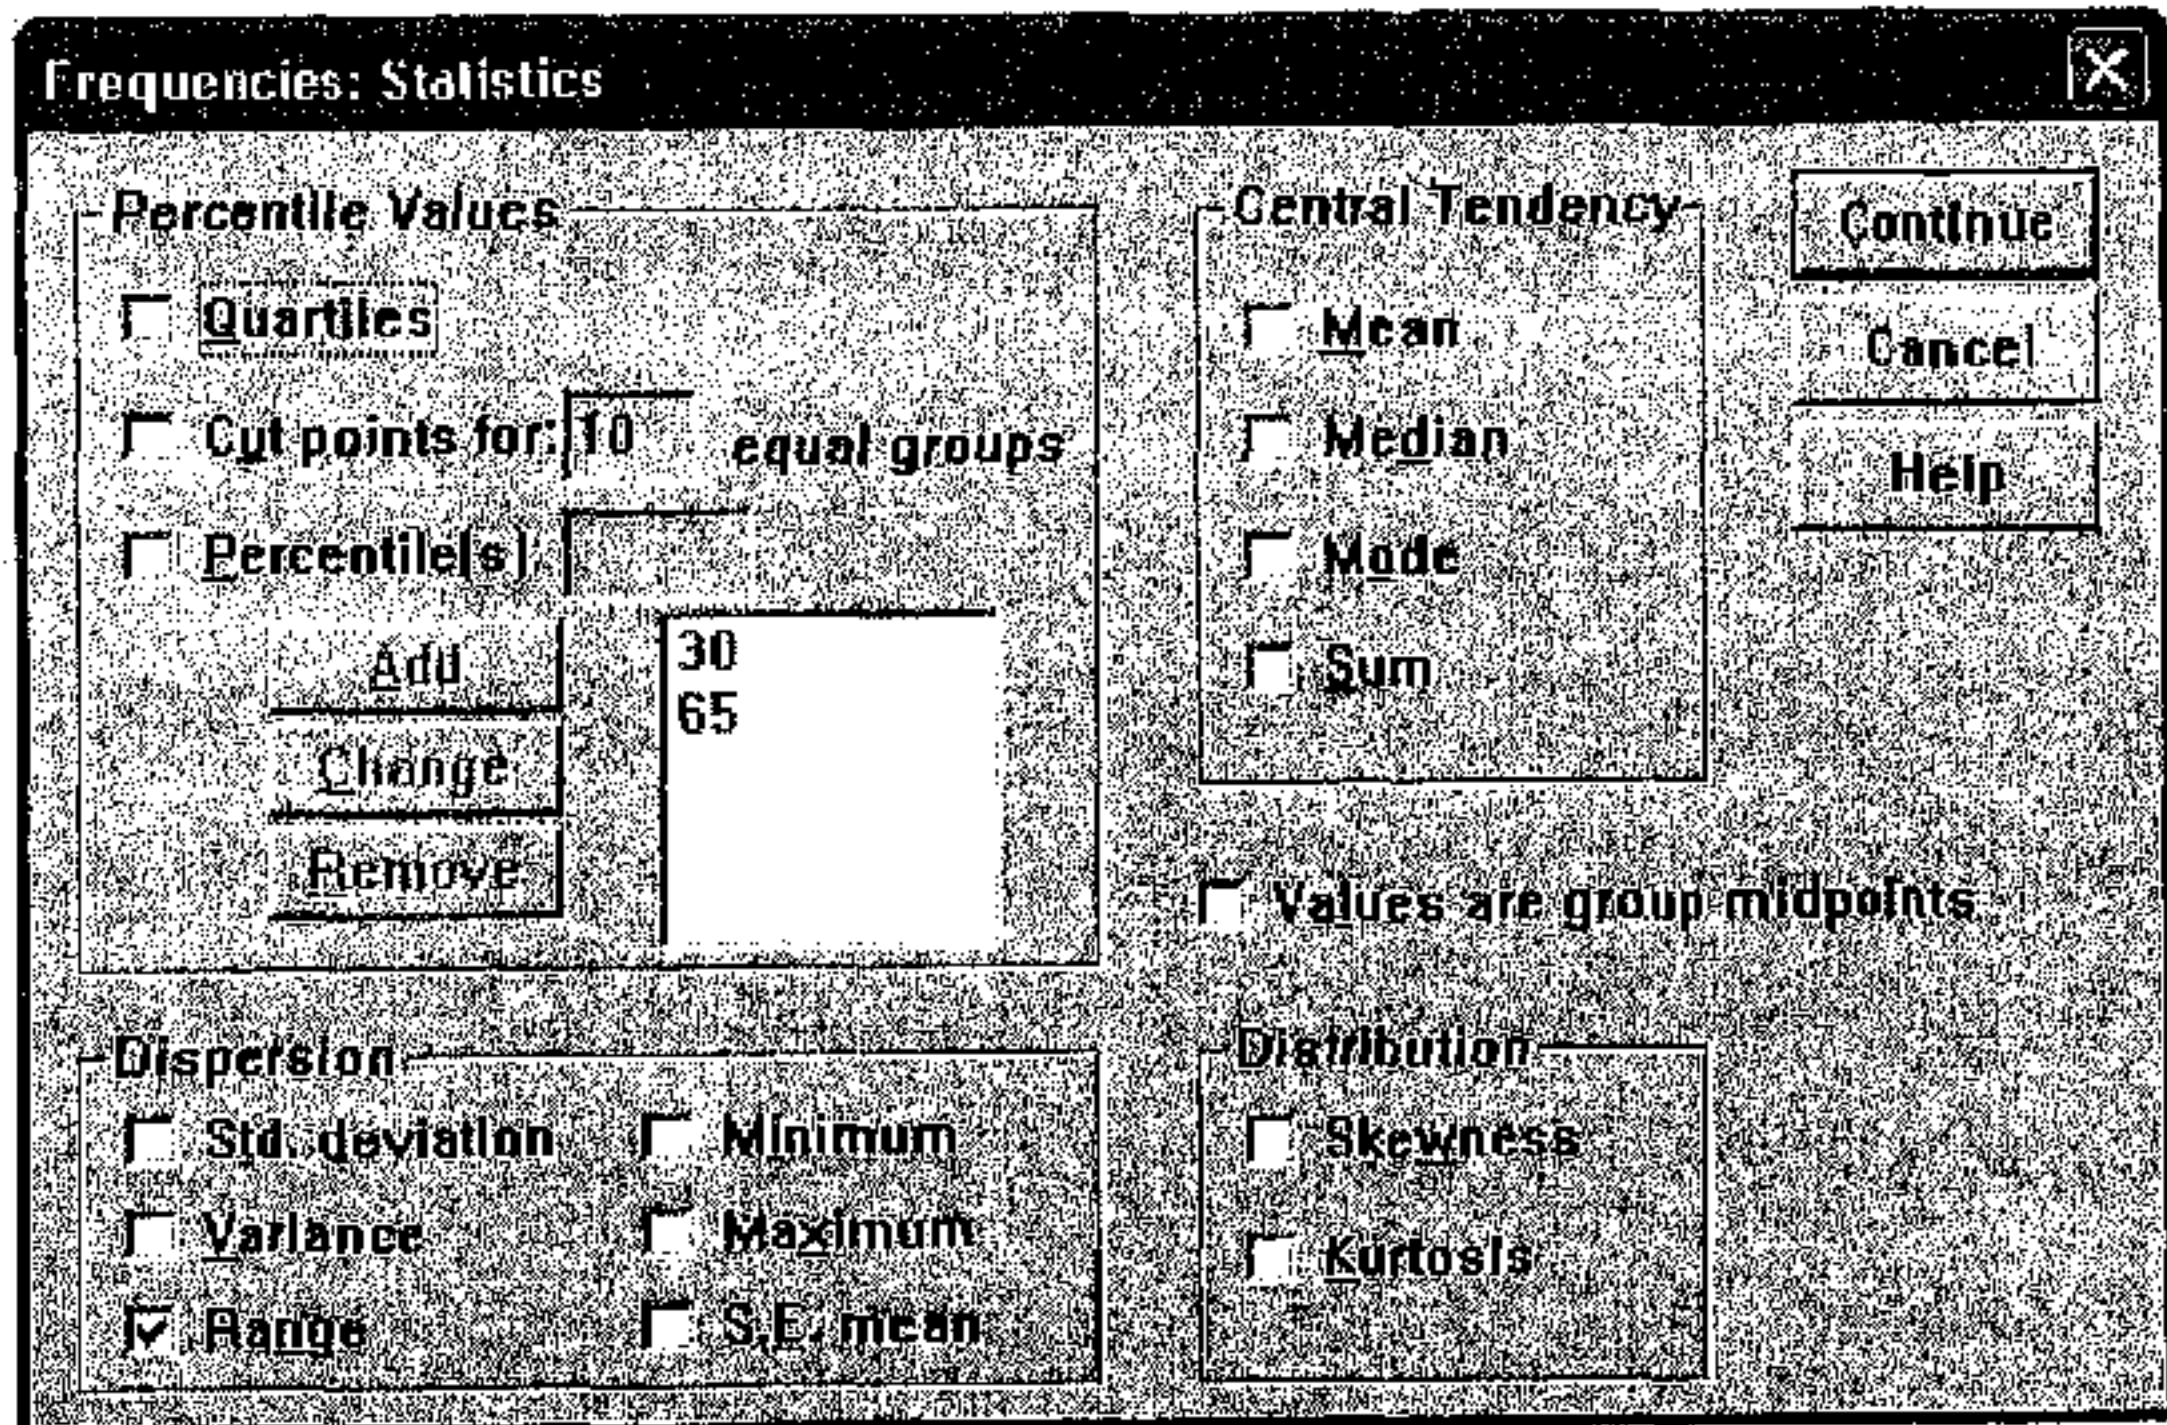 Frequencies: Statistics
Percentile Values
Quartiles
Cut points for: 10 equal groups
Percentile(s):
Add
Change
Remove
30
65
Central Tendency
Mean
Median
Mode
Sum
Continue
Cancel
Help
Values are group midpoints
Dispersion
Std. deviation
Minimum
Variance
Maximum
Range
S.E. mean
Distribution
Skewness
Kurtosis